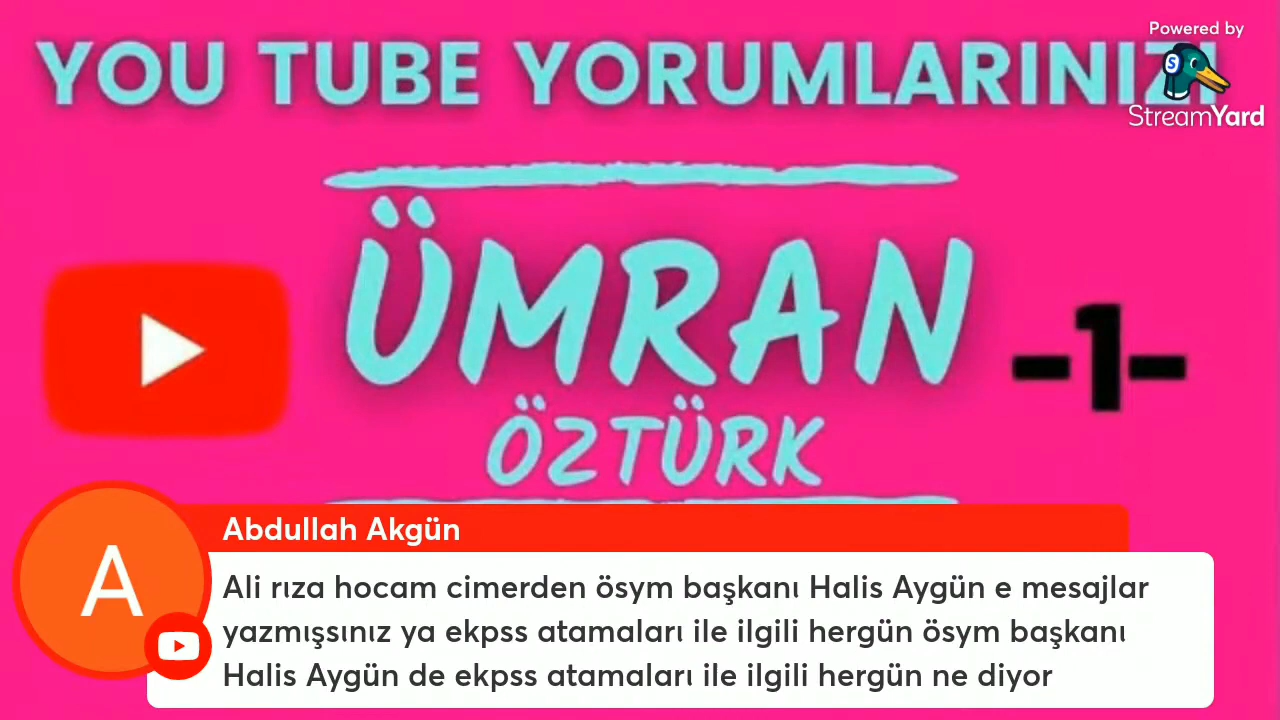 Powered by
YOU TUBE YORUMLARINIZI
S
StreamYard
ÜMRAN
-1-
ÖZTÜRK
Abdullah Akgün
A
Ali rıza hocam cimerden ösym başkanı Halis Aygün e mesajlar
yazmışsınız ya ekpss atamaları ile ilgili hergün ösym başkanı
Halis Aygün de ekpss atamaları ile ilgili hergün ne diyor